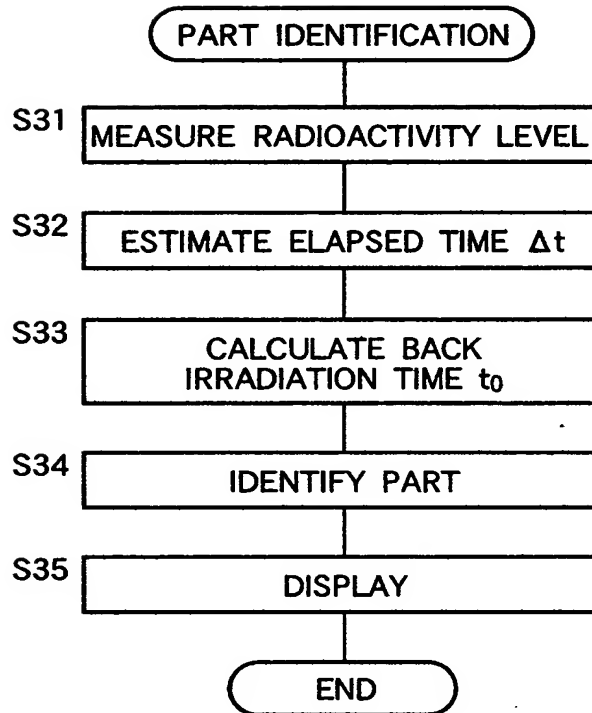 PART IDENTIFICATION
S31
MEASURE RADIOACTIVITY LEVEL
S32
ESTIMATE ELAPSED TIME Δt
S33
CALCULATE BACK
IRRADIATION TIME t₀
S34
IDENTIFY PART
S35
DISPLAY
END